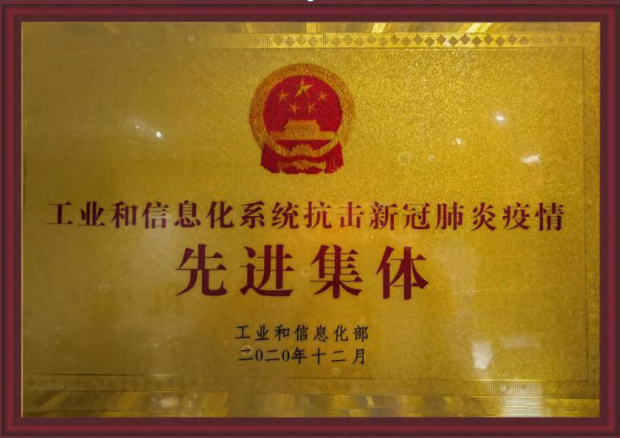 工业和信息化系统抗击新冠肺炎疫情
先进集体
工业和信息化部
二〇二〇年十二月